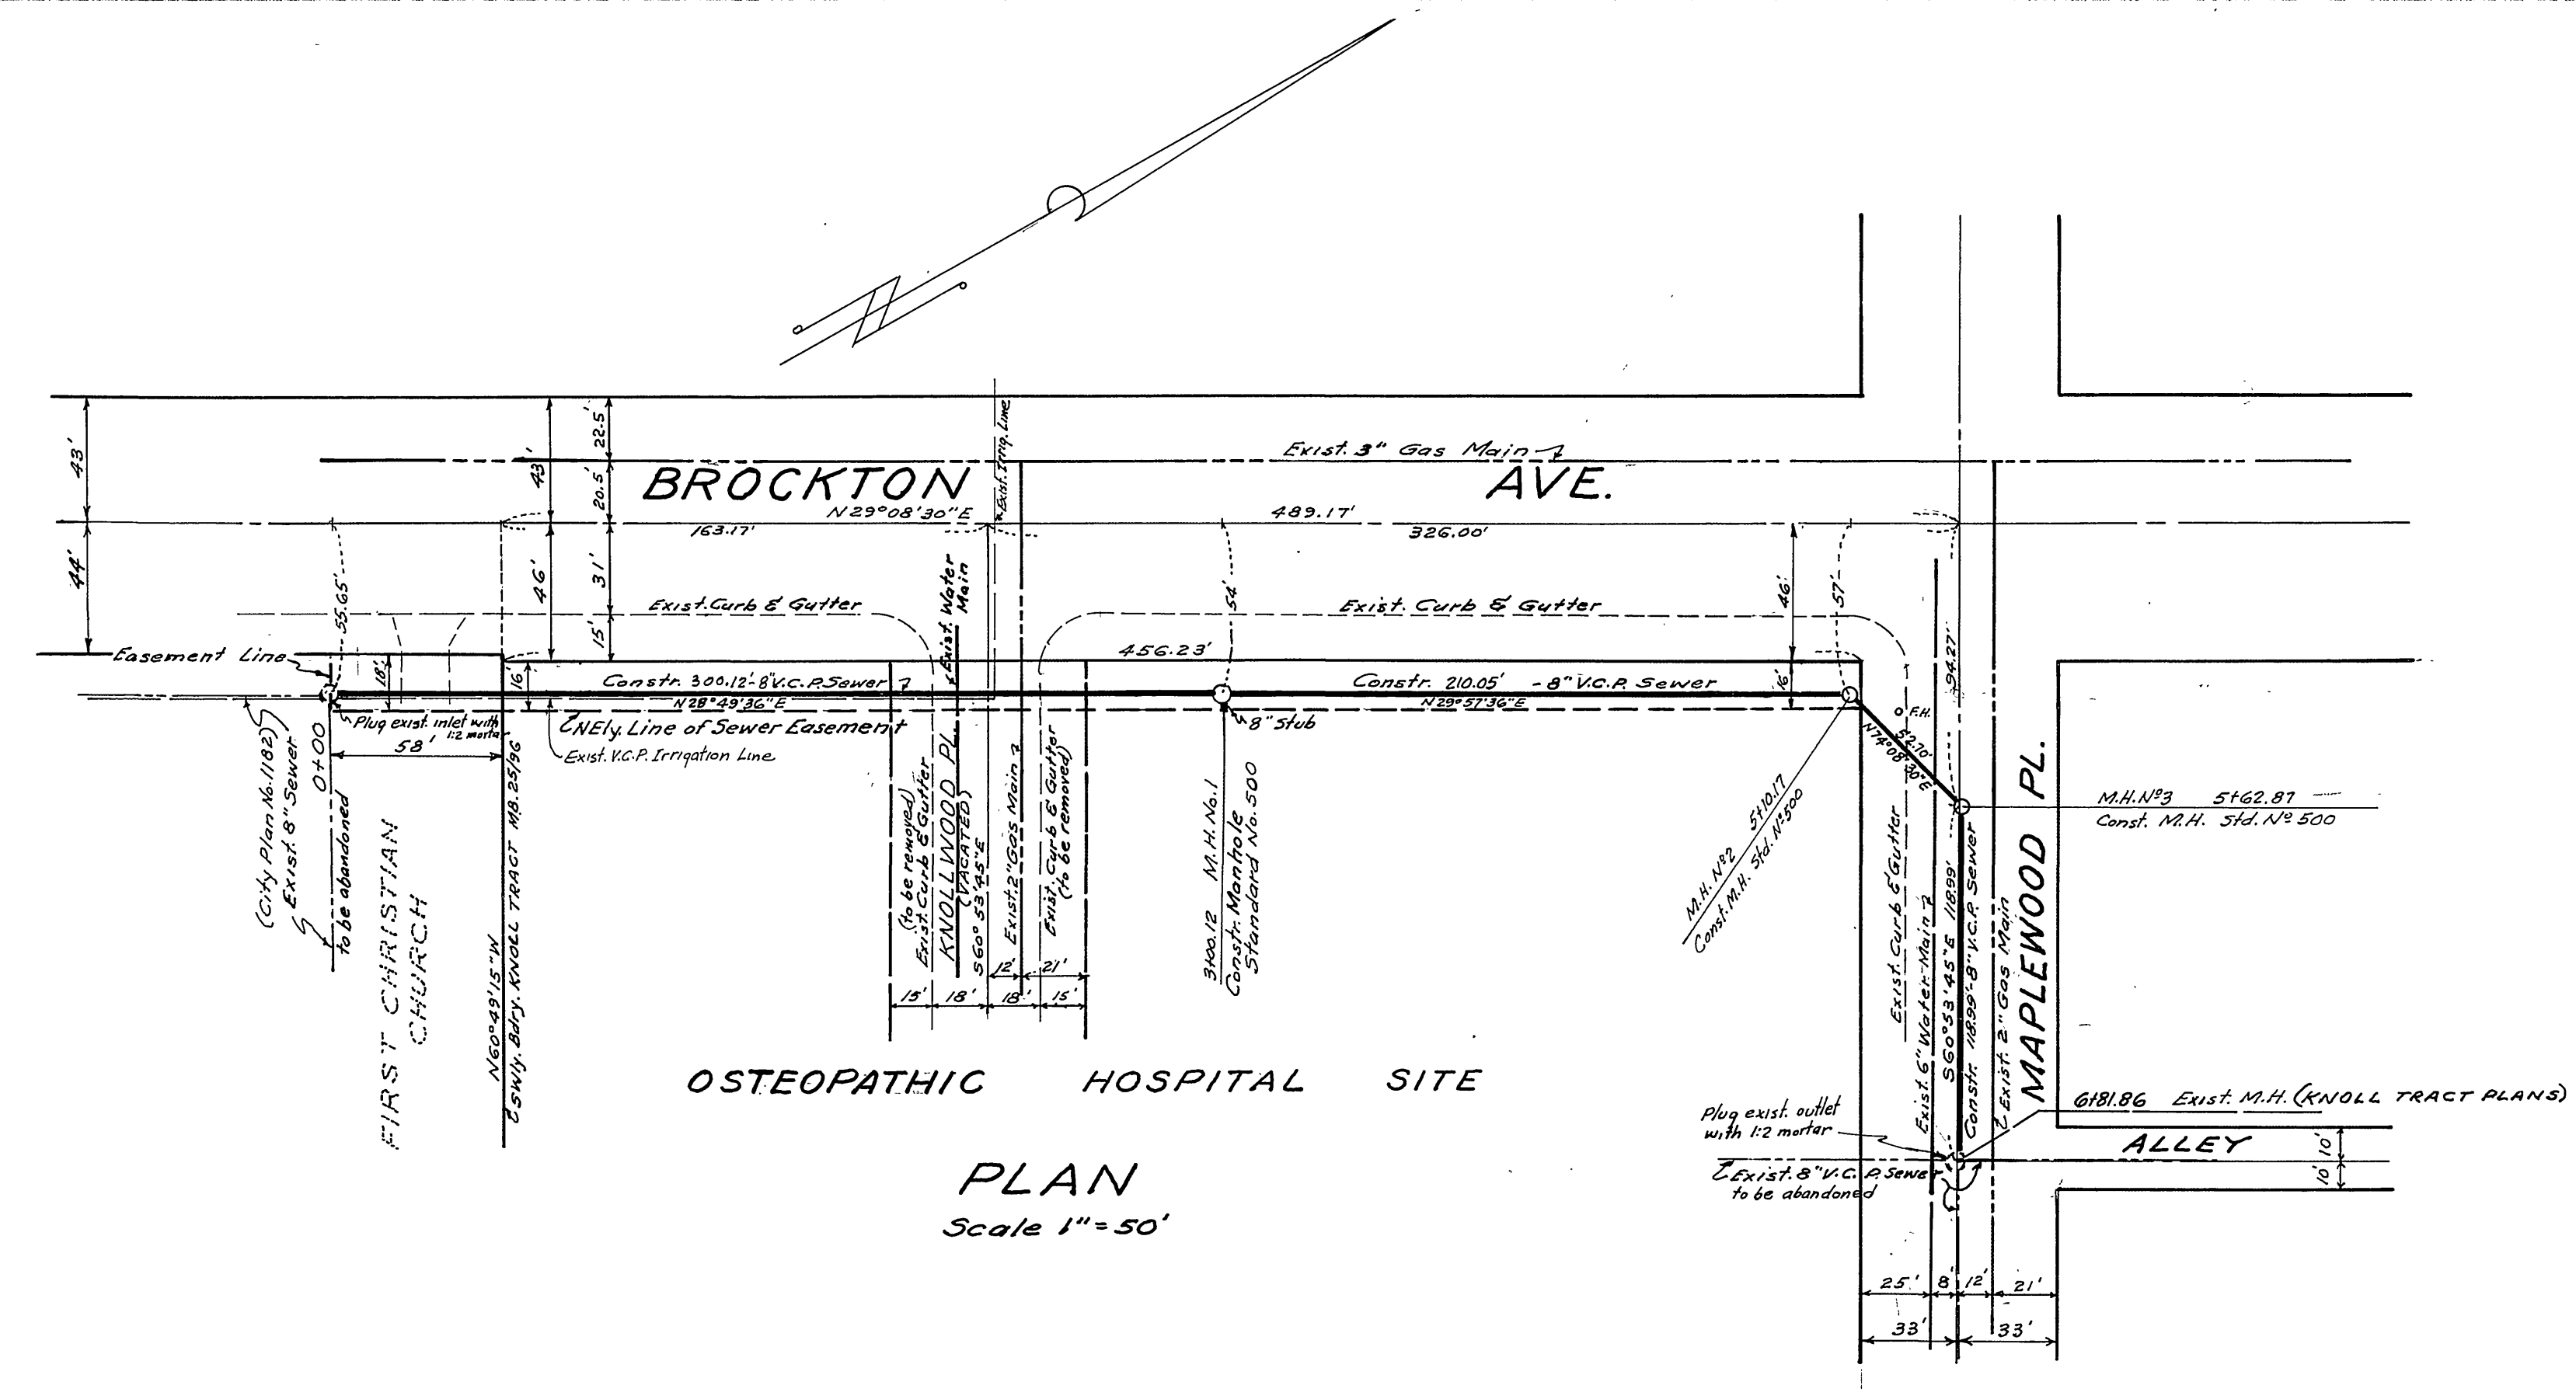 N
43'
44'
43'
46'
22.5'
20.5'
31'
15'
Exist. Irrig. Line
Exist. 3" Gas Main
BROCKTON AVE.
N 29°08'30"E
489.17'
163.17'
326.00'
55.65'
54'
46'
57'
94.27'
Exist. Water
Main
Exist. Curb & Gutter
Exist. Curb & Gutter
456.23'
Easement Line
18'
16'
16'
Constr. 300.12'-8"V.C.P. Sewer
N28°49'36"E
Constr. 210.05' -8"V.C.P. Sewer
N29°57'36"E
Plug exist. inlet with
1:2 mortar
NEly. Line of Sewer Easement
8" Stub
F.H.
52.70'
N74°08'30"E
58'
Exist. V.C.P. Irrigation Line
(City Plan No. 1182)
Exist. 8" Sewer
0+00
to be abandoned
FIRST CHRISTIAN
CHURCH
N60°49'15"W
Swly. Bdry. KNOLL TRACT M.B. 25/96
(to be removed)
Exist. Curb & Gutter
KNOLLWOOD PL.
(VACATED)
S60°53'45"E
Exist. 2" Gas Main
Exist. Curb & Gutter
(to be removed)
12'
21'
15'
18'
18'
15'
3+00.12 M.H. No. 1
Constr. Manhole
Standard No. 500
M.H. Nº2 5+10.17
Const. M.H. Std. Nº500
M.H. Nº3 5+62.87
Const. M.H. Std. Nº 500
Exist. Curb & Gutter
Exist. 6" Water Main
S60°53'45"E 118.99'
Constr. 118.99'-8" V.C.P. Sewer
Exist. 2" Gas Main
MAPLEWOOD PL.
OSTEOPATHIC HOSPITAL SITE
6+81.86 Exist. M.H. (KNOLL TRACT PLANS)
Plug exist. outlet
with 1:2 mortar
ALLEY
10'
10'
Exist. 8" V.C.P. Sewer
to be abandoned
PLAN
Scale 1"=50'
25'
8'
12'
21'
33'
33'